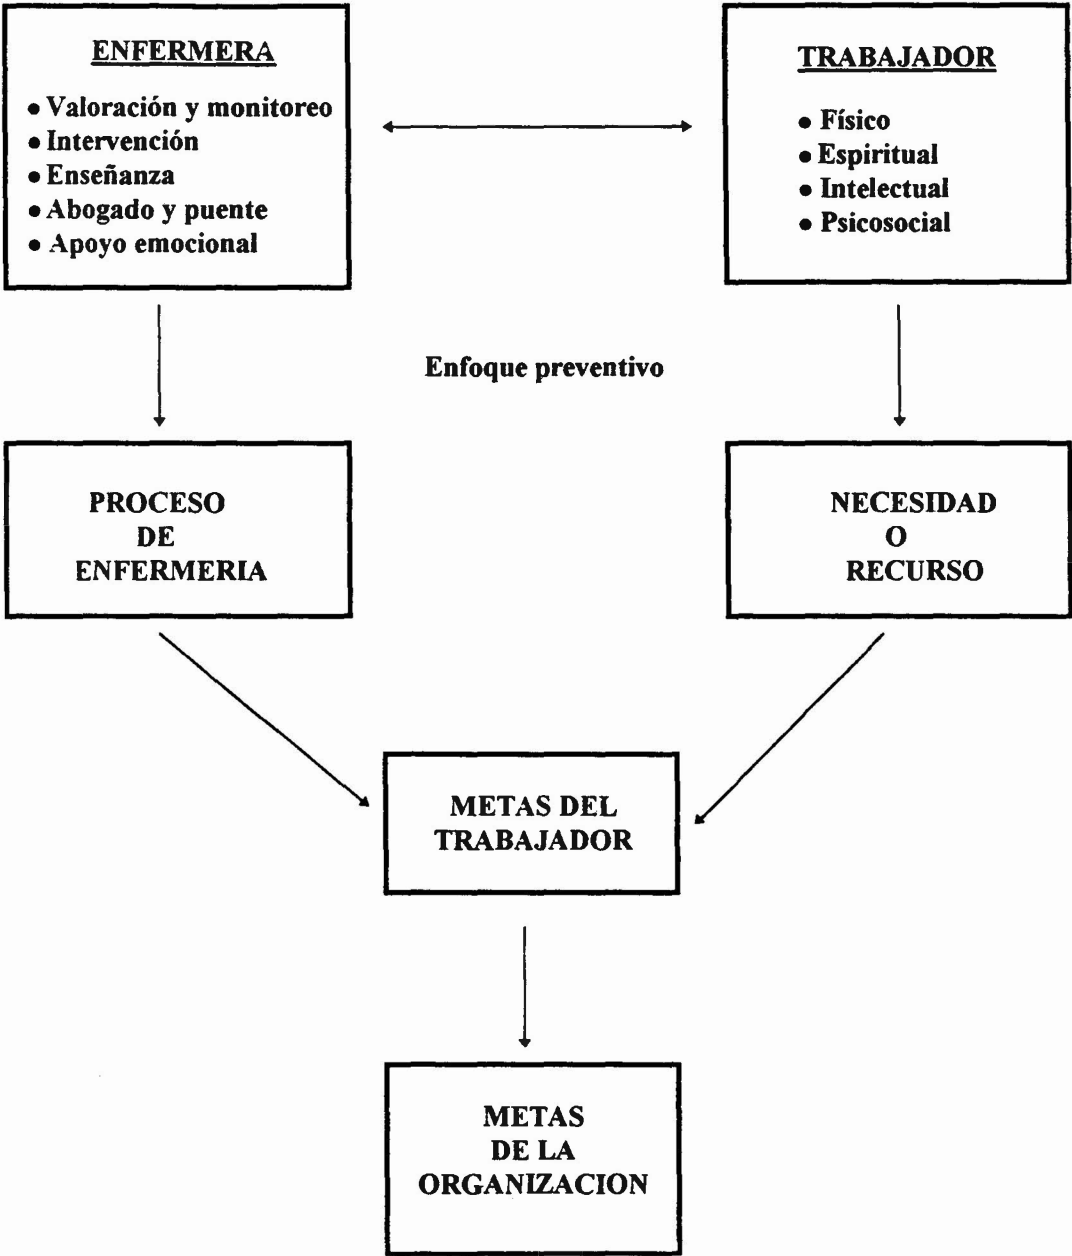 ENFERMERA
• Valoración y monitoreo
• Intervención
• Enseñanza
• Abogado y puente
• Apoyo emocional
TRABAJADOR
• Físico
• Espiritual
• Intelectual
• Psicosocial
Enfoque preventivo
PROCESO
DE
ENFERMERIA
NECESIDAD
O
RECURSO
METAS DEL
TRABAJADOR
METAS
DE LA
ORGANIZACION